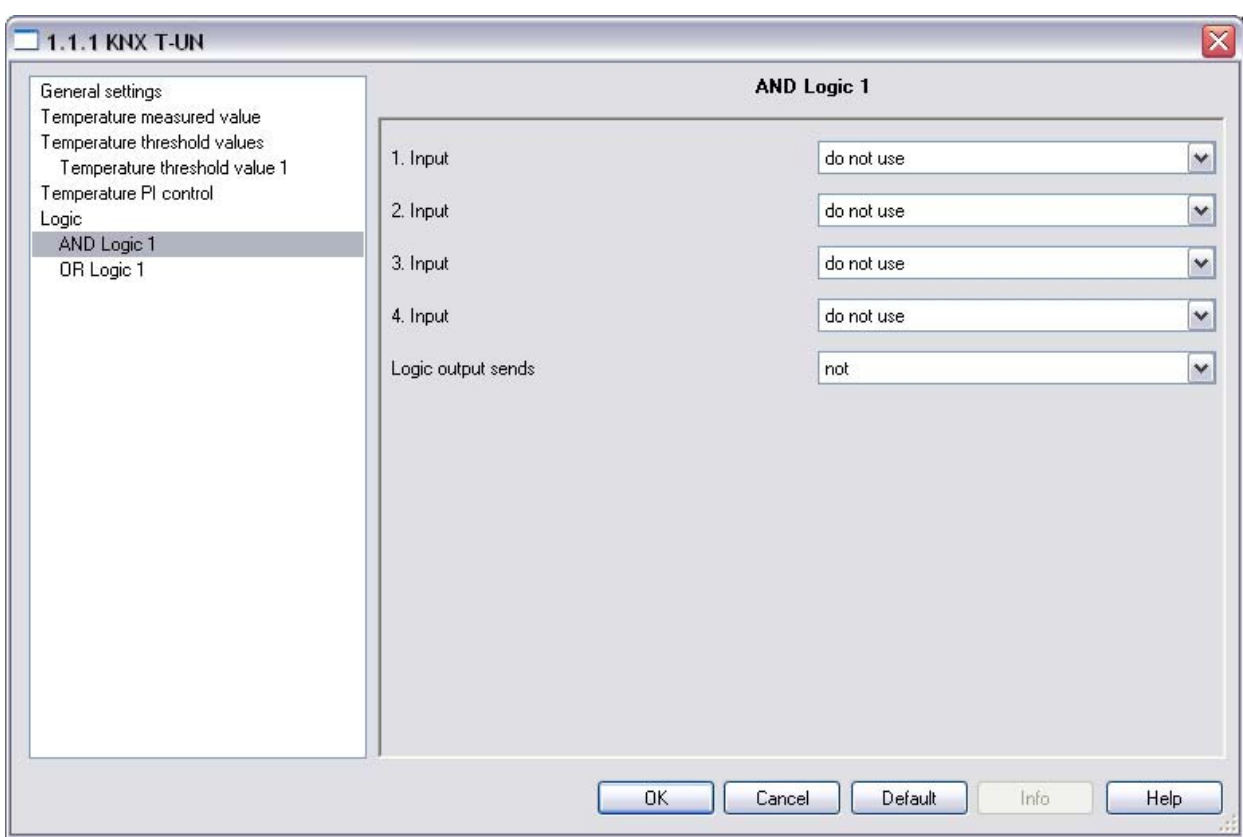 1.1.1 KNX T-UN
General settings
Temperature measured value
Temperature threshold values
Temperature threshold value 1
Temperature PI control
Logic
AND Logic 1
OR Logic 1
AND Logic 1
1. Input do not use
2. Input do not use
3. Input do not use
4. Input do not use
Logic output sends not
OK Cancel Default Info Help